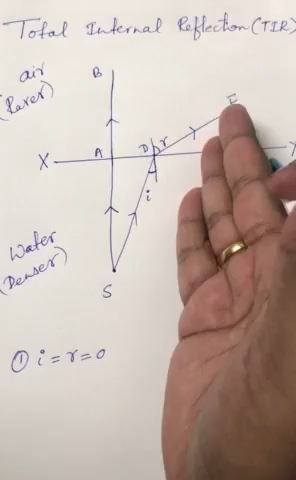 Total Internal Reflection (TIR)
air
(Rarer)
B
X
A
D
r
E
Y
i
Water
(Denser)
S
① i = r = 0